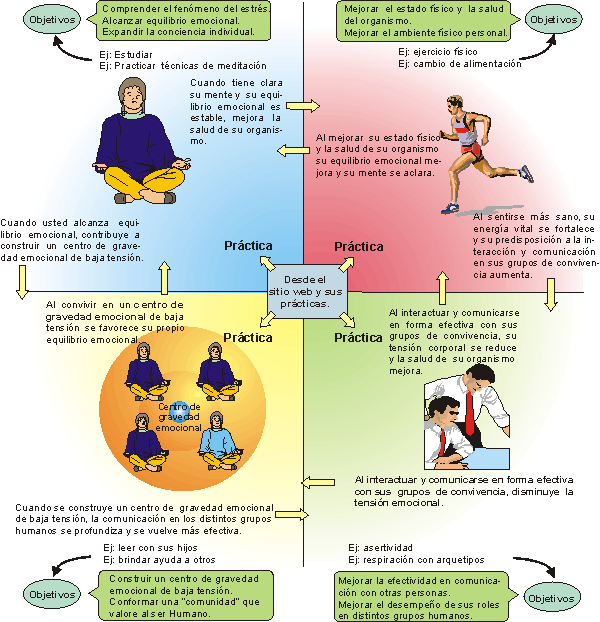 Objetivos
Comprender el fenómeno del estrés.
Alcanzar equilibrio emocional.
Expandir la conciencia individual.
Ej: Estudiar
Ej: Practicar técnicas de meditación
Mejorar el estado físico y la salud
del organismo.
Mejorar el ambiente físico personal.
Objetivos
Ej: ejercicio físico
Ej: cambio de alimentación
Cuando tiene clara
su mente y su equi-
librio emocional es
estable, mejora la
salud de su organis-
mo.
Al mejorar su estado físico
y la salud de su organismo
su equilibrio emocional me-
jora y su mente se aclara.
Cuando usted alcanza equi-
librio emocional, contribuye a
construir un centro de grave-
dad emocional de baja tensión.
Al sentirse más sano, su
energía vital se fortalece
y su predisposición a la in-
teracción y comunicación
en sus grupos de conviven-
cia aumenta.
Práctica
Práctica
Desde el
sitio web y sus
prácticas.
Práctica
Práctica
Al convivir en un centro de
gravedad emocional de baja
tensión se favorece su propio
equilibrio emocional.
Al interactuar y comunicarse
en forma efectiva con sus
grupos de convivencia, su
tensión corporal se reduce
y la salud de su organismo
mejora.
Centro de
gravedad
emocional
Al interactuar y comunicarse en forma efectiva
con sus grupos de convivencia, disminuye la
tensión emocional.
Cuando se construye un centro de gravedad emocional
de baja tensión, la comunicación en los distintos grupos
humanos se profundiza y se vuelve más efectiva.
Ej: leer con sus hijos
Ej: brindar ayuda a otros
Objetivos
Construir un centro de gravedad
emocional de baja tensión.
Conformar una "comunidad" que
valore al ser Humano.
Ej: asertividad
Ej: respiración con arquetipos
Mejorar la efectividad en comunica-
ción con otras personas.
Mejorar el desempeño de sus roles
en distintos grupos humanos.
Objetivos